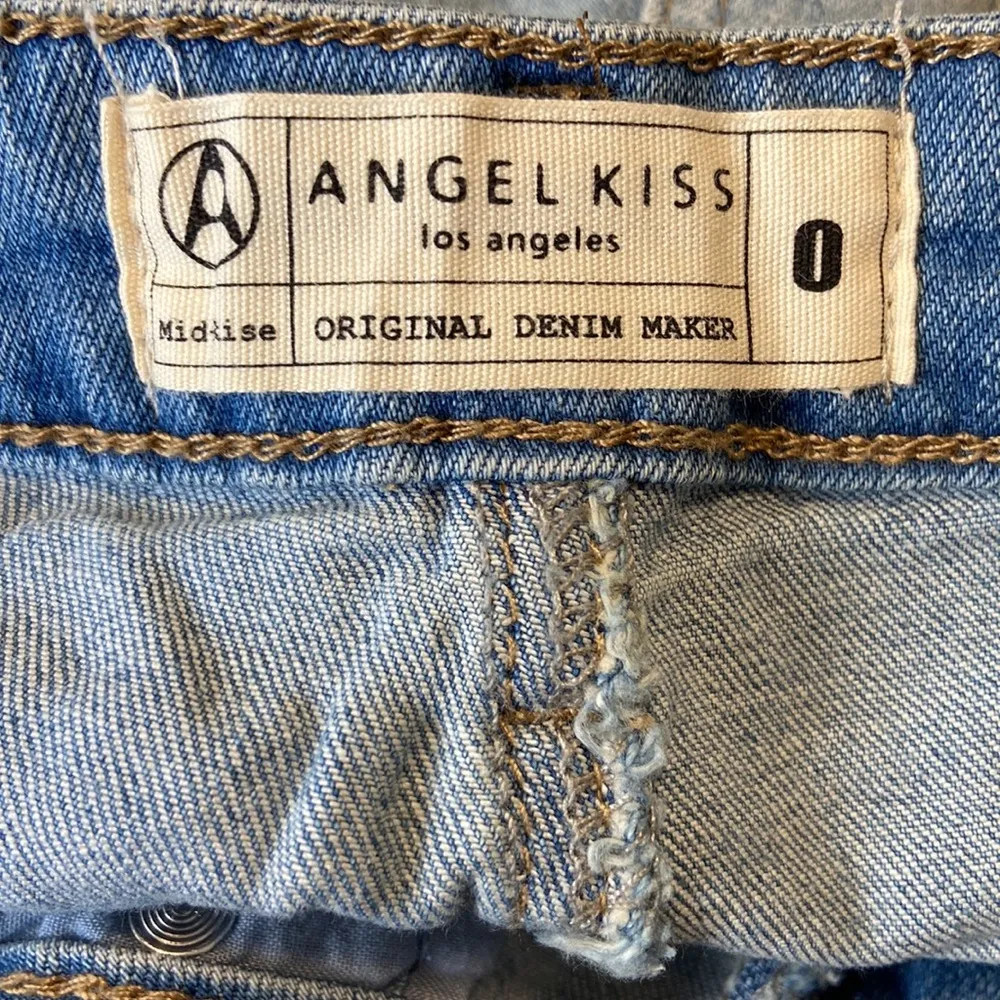 A
ANGEL KISS
los angeles
0
MidRise
ORIGINAL DENIM MAKER